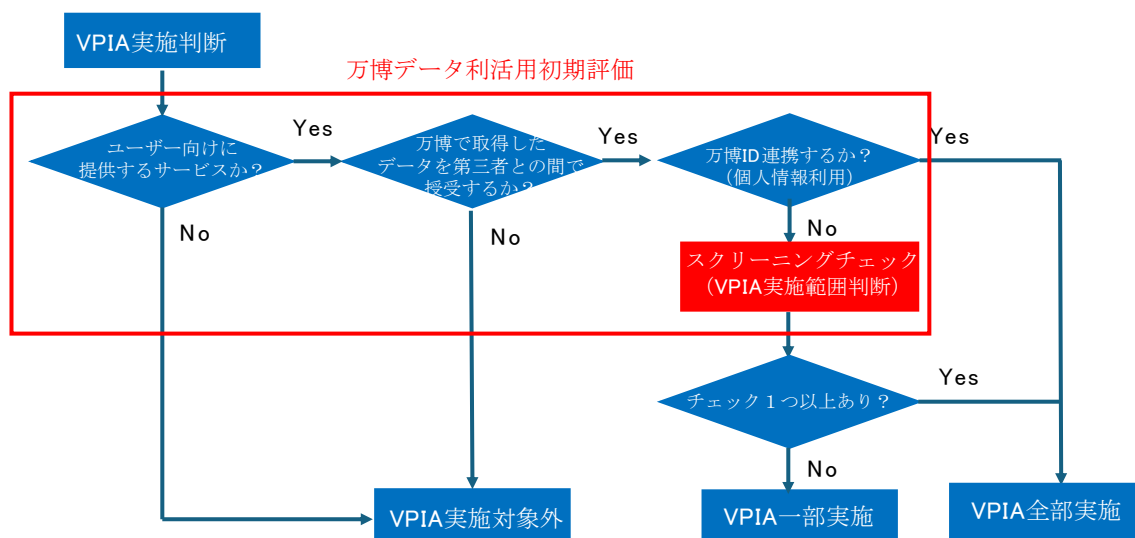 VPIA実施判断
万博データ利活用初期評価
ユーザー向けに
提供するサービスか？
Yes
万博で取得した
データを第三者との間で
授受するか？
Yes
万博ID連携するか？
（個人情報利用）
Yes
No
No
No
スクリーニングチェック
（VPIA実施範囲判断）
チェック１つ以上あり？
Yes
No
VPIA実施対象外
VPIA一部実施
VPIA全部実施